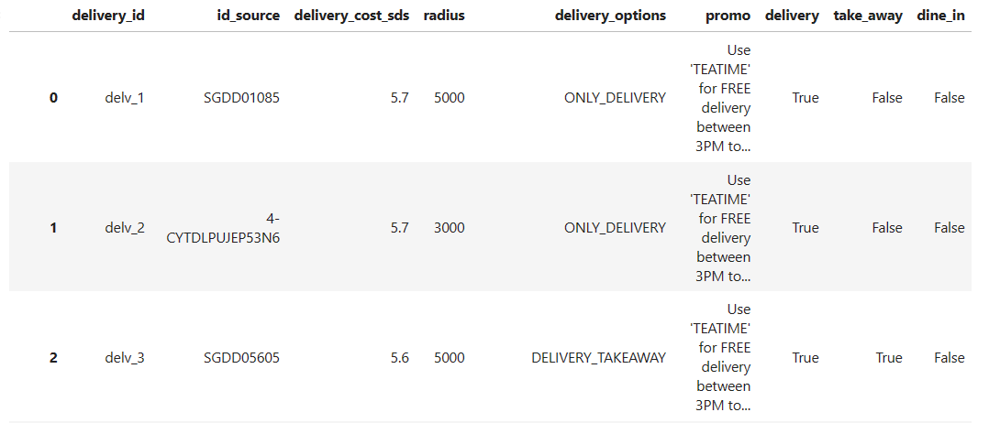 delivery_id id_source delivery_cost_sds radius delivery_options promo delivery take_away dine_in
0 delv_1 SGDD01085 5.7 5000 ONLY_DELIVERY Use 'TEATIME' for FREE delivery between 3PM to... True False False
1 delv_2 4-CYTDLPUJEP53N6 5.7 3000 ONLY_DELIVERY Use 'TEATIME' for FREE delivery between 3PM to... True False False
2 delv_3 SGDD05605 5.6 5000 DELIVERY_TAKEAWAY Use 'TEATIME' for FREE delivery between 3PM to... True True False